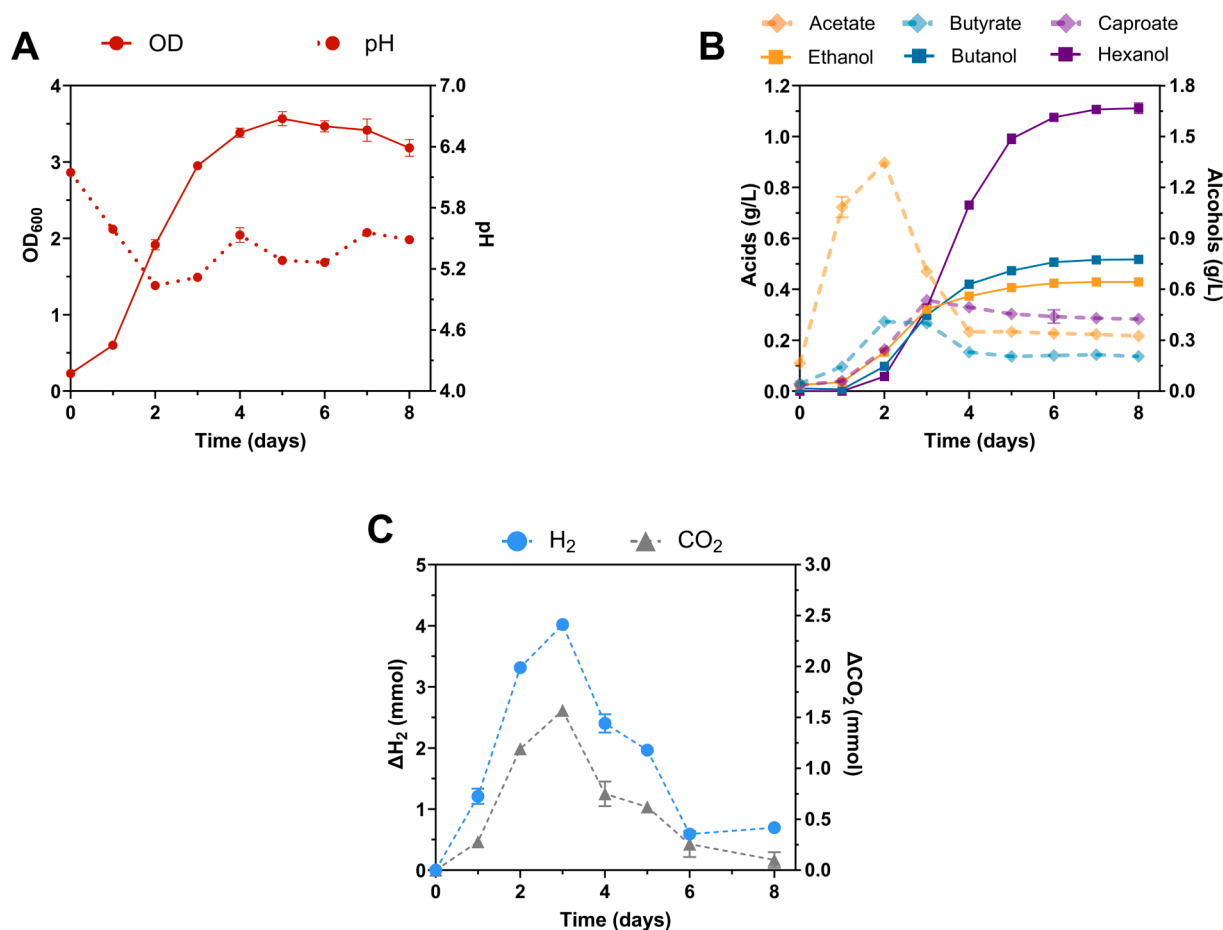 A
OD
pH
4
3
2
1
0
OD600
7.0
6.4
5.8
5.2
4.6
4.0
pH
0
2
4
6
8
Time (days)
B
Acetate
Butyrate
Caproate
Ethanol
Butanol
Hexanol
1.2
1.0
0.8
0.6
0.4
0.2
0.0
Acids (g/L)
1.8
1.5
1.2
0.9
0.6
0.3
0.0
Alcohols (g/L)
0
2
4
6
8
Time (days)
C
H2
CO2
5
4
3
2
1
0
ΔH2 (mmol)
3.0
2.5
2.0
1.5
1.0
0.5
0.0
ΔCO2 (mmol)
0
2
4
6
8
Time (days)